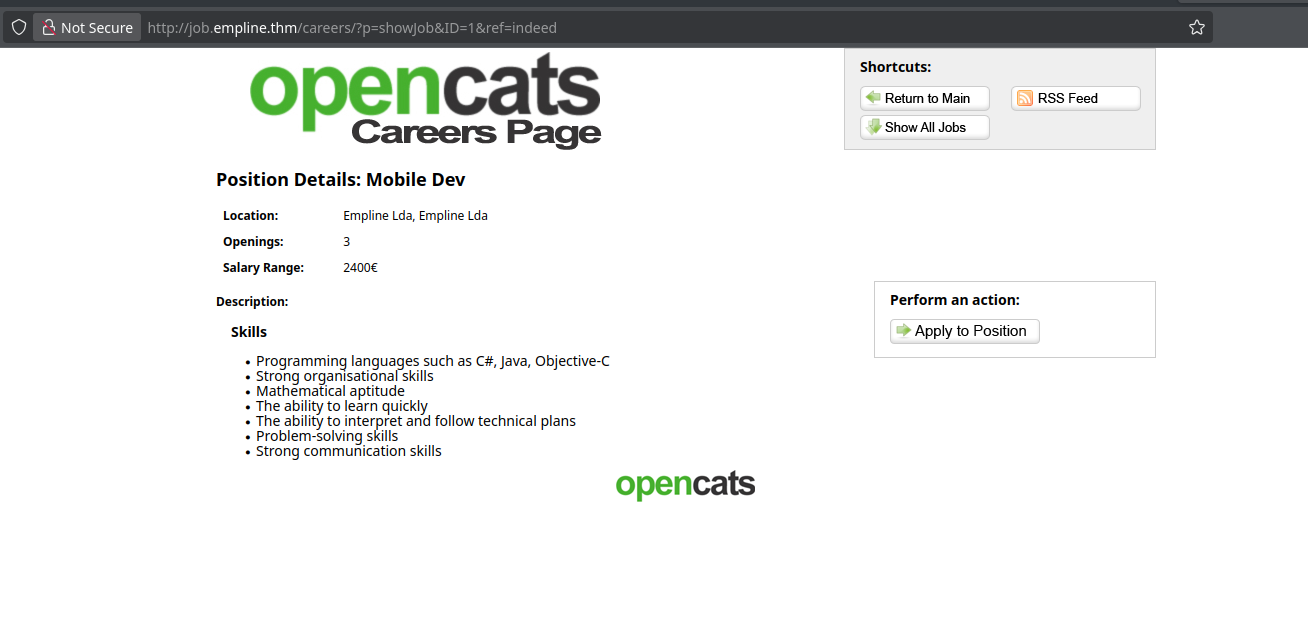 Not Secure
http://job.empline.thm/careers/?p=showJob&ID=1&ref=indeed
opencats
Careers Page
Shortcuts:
Return to Main
RSS Feed
Show All Jobs
Position Details: Mobile Dev
Location: Empline Lda, Empline Lda
Openings: 3
Salary Range: 2400€
Description:
Perform an action:
Apply to Position
Skills
• Programming languages such as C#, Java, Objective-C
• Strong organisational skills
• Mathematical aptitude
• The ability to learn quickly
• The ability to interpret and follow technical plans
• Problem-solving skills
• Strong communication skills
opencats